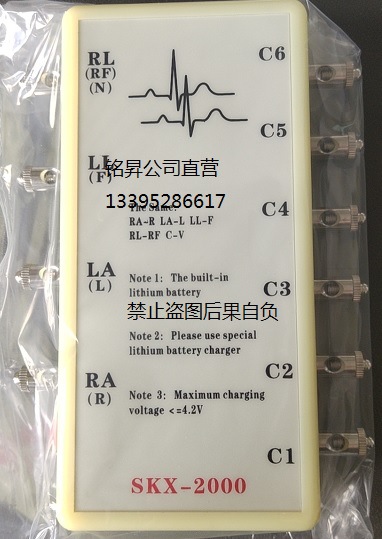 RL
(RF)
(N)
C6
C5
LL
(F)
铭昇公司直营
13395286617
The Same:
RA-R LA-L LL-F
RL-RF C-V
C4
LA
(L)
Note 1: The built-in
lithium battery
C3
禁止盗图后果自负
Note 2: Please use special
lithium battery charger
C2
RA
(R)
Note 3: Maximum charging
voltage <=4.2V
C1
SKX-2000